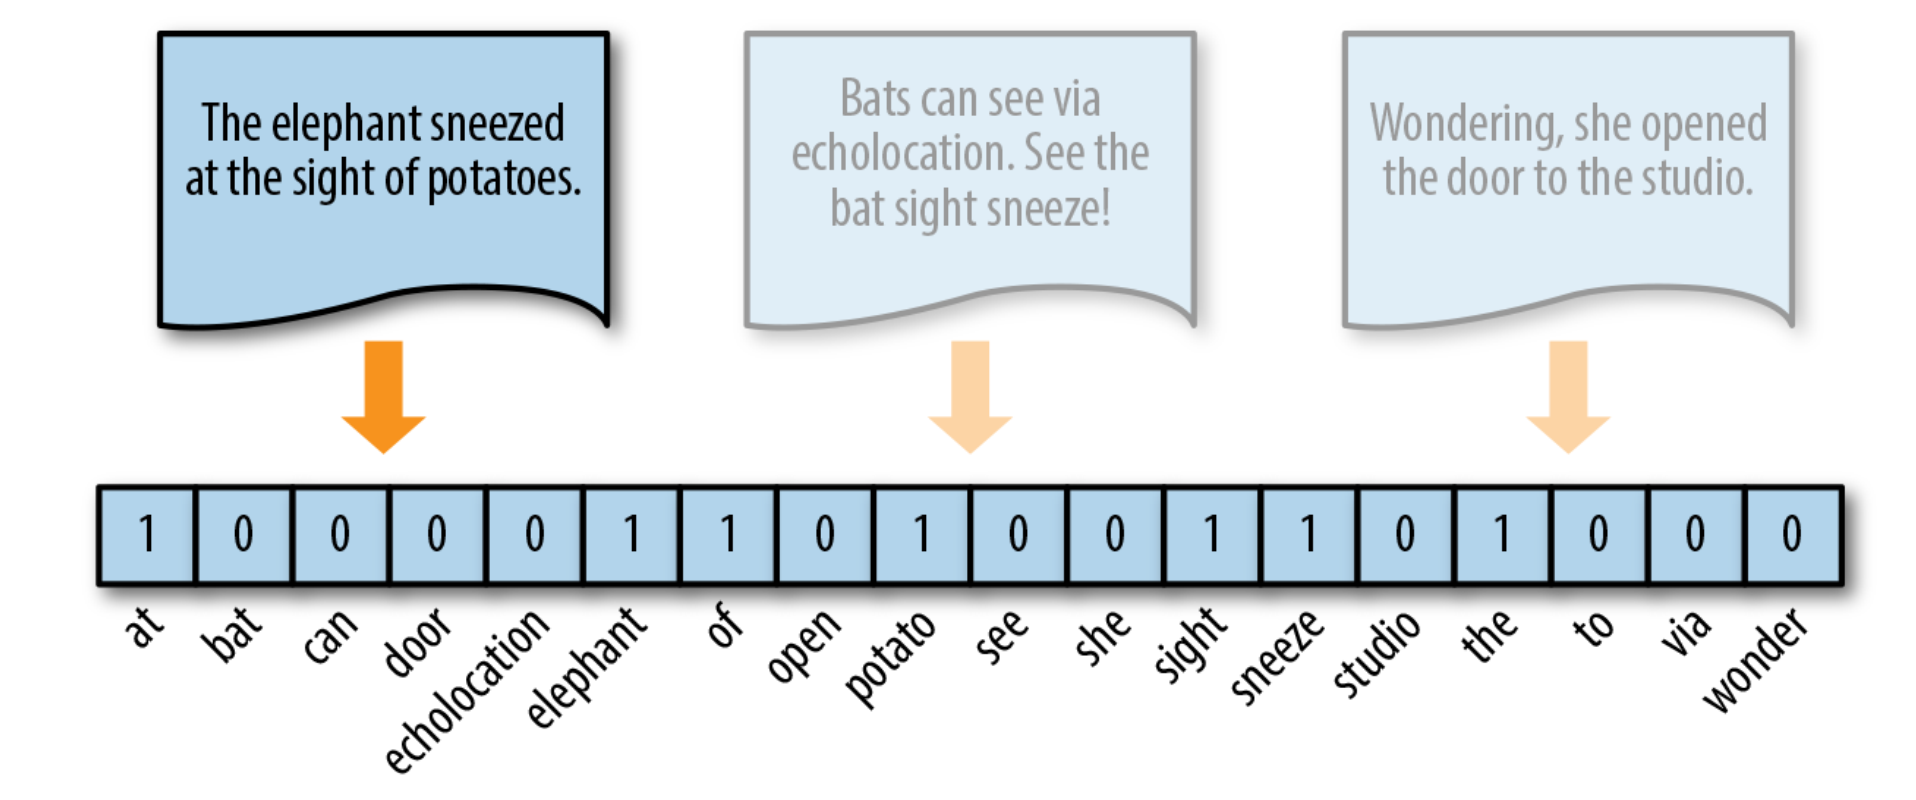 The elephant sneezed
at the sight of potatoes.
Bats can see via
echolocation. See the
bat sight sneeze!
Wondering, she opened
the door to the studio.
1 0 0 0 0 1 1 0 1 0 0 1 1 0 1 0 0 0
at bat can door echolocation elephant of open potato see she sight sneeze studio the to via wonder